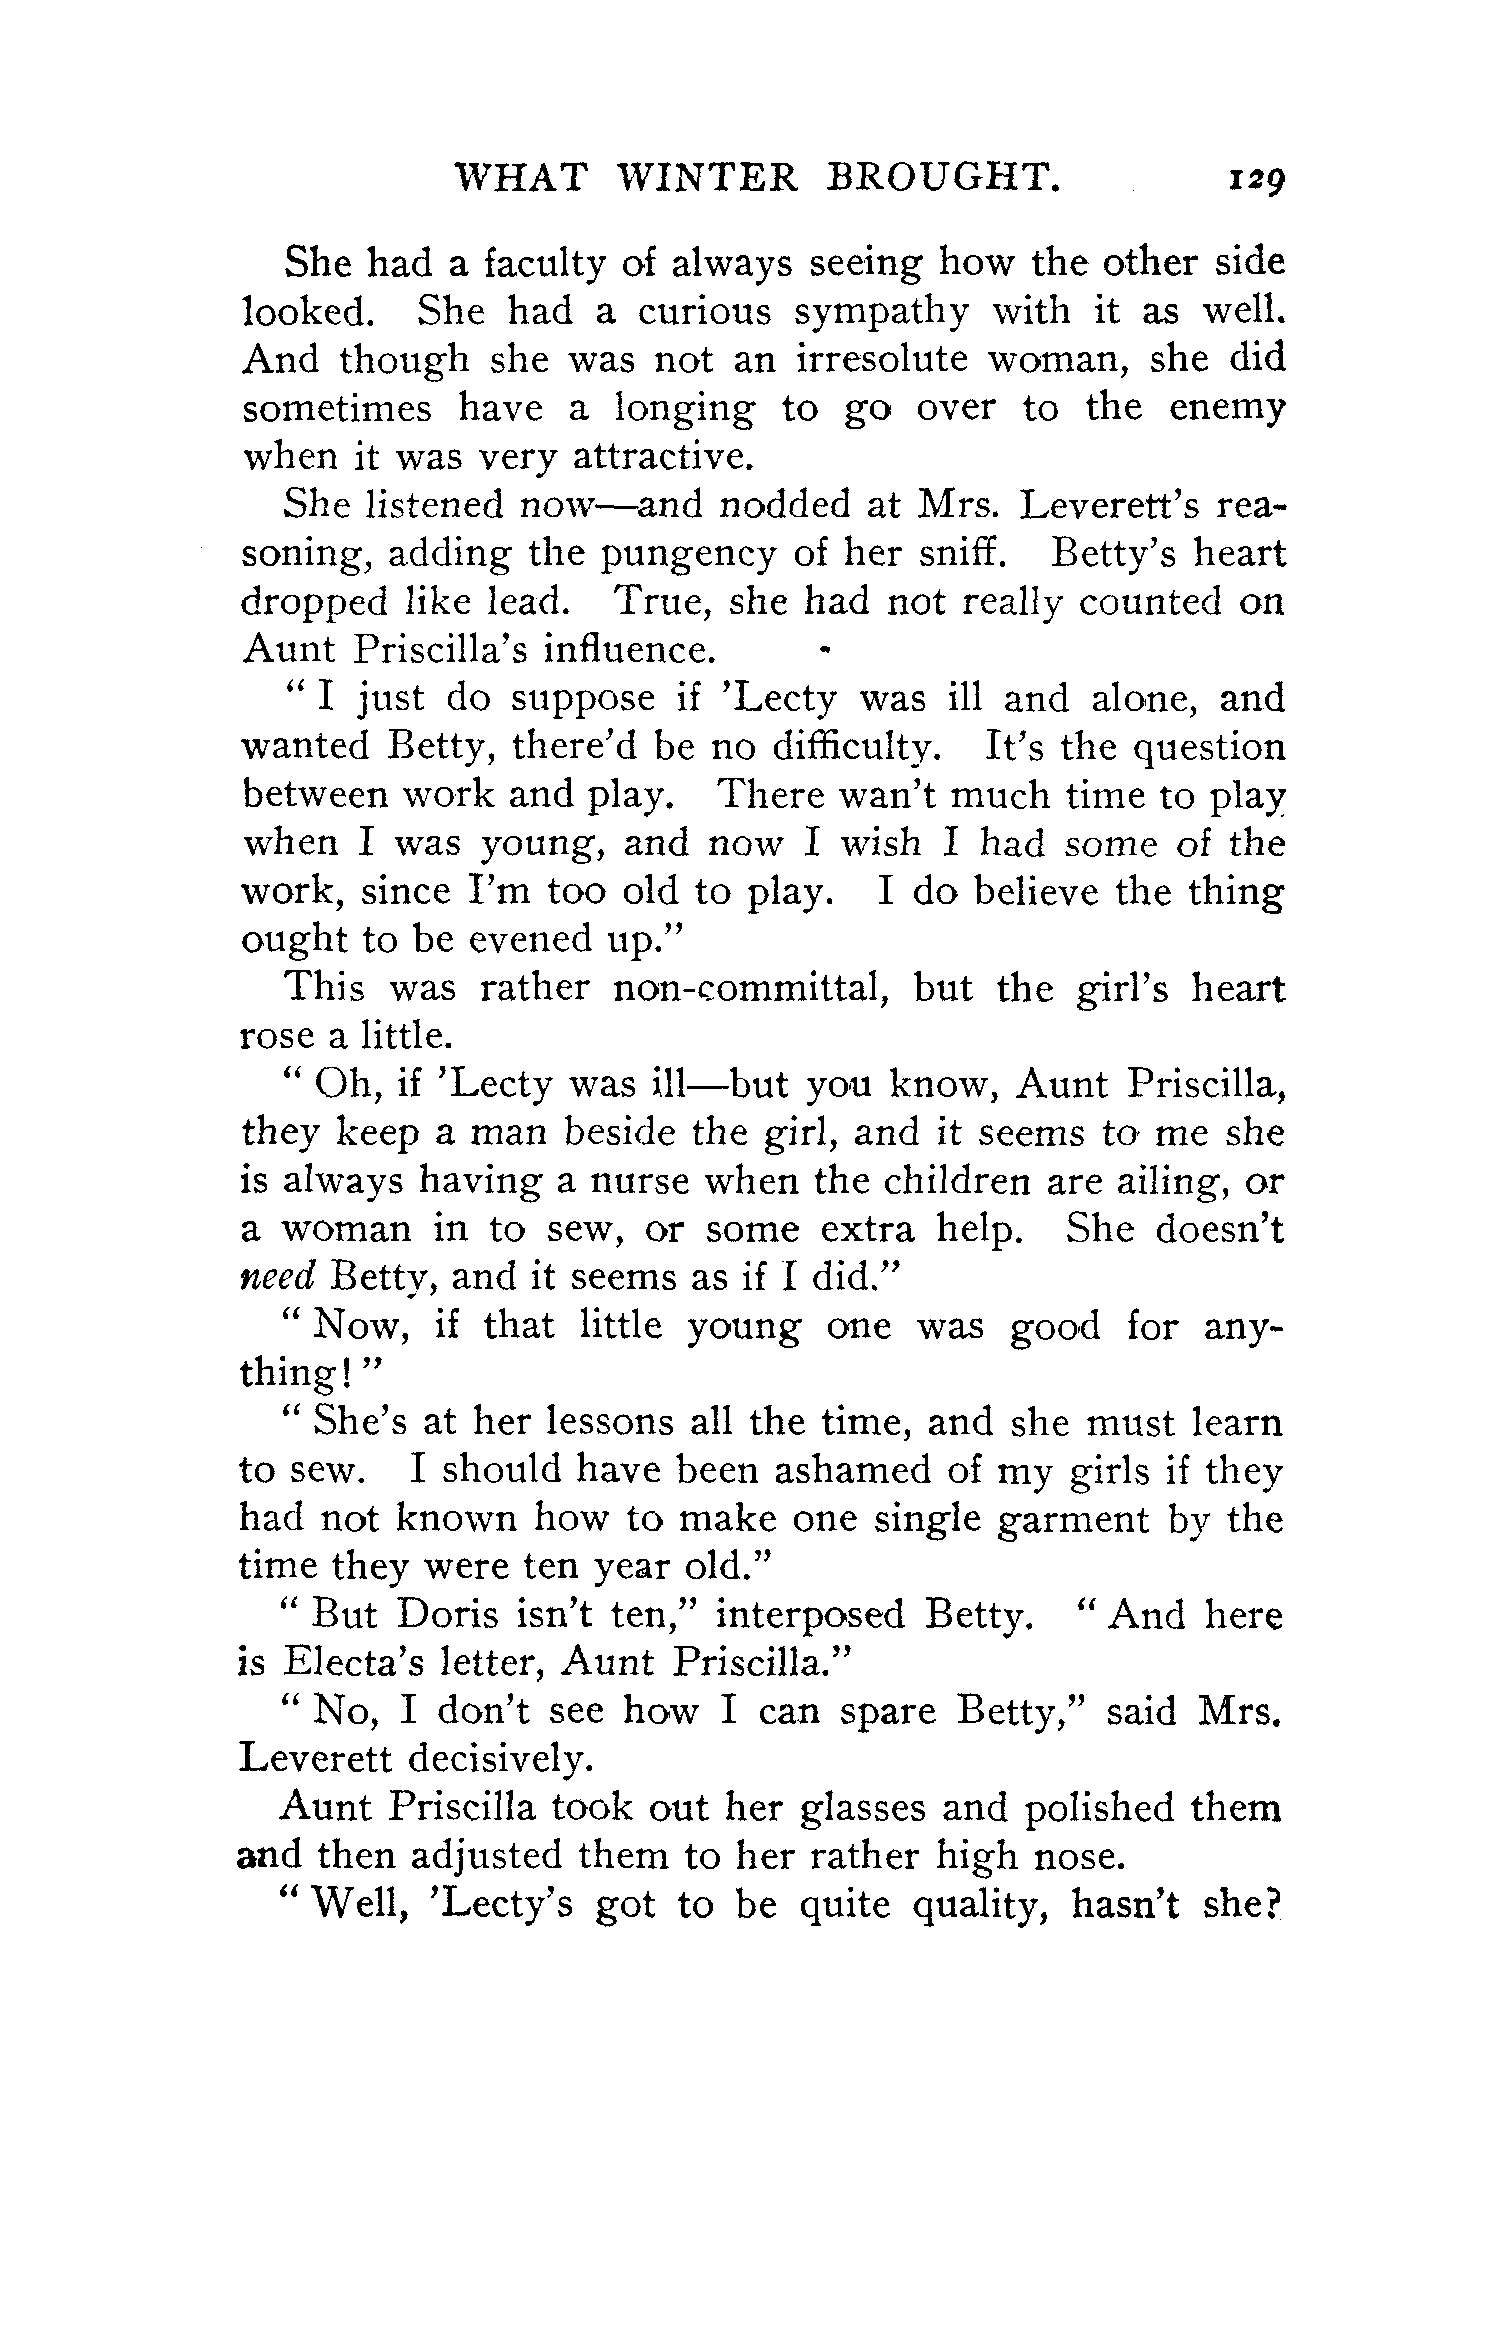 WHAT WINTER BROUGHT. 129
She had a faculty of always seeing how the other side
looked. She had a curious sympathy with it as well.
And though she was not an irresolute woman, she did
sometimes have a longing to go over to the enemy
when it was very attractive.
She listened now—and nodded at Mrs. Leverett's rea-
soning, adding the pungency of her sniff. Betty's heart
dropped like lead. True, she had not really counted on
Aunt Priscilla's influence.
" I just do suppose if 'Lecty was ill and alone, and
wanted Betty, there'd be no difficulty. It's the question
between work and play. There wan't much time to play
when I was young, and now I wish I had some of the
work, since I'm too old to play. I do believe the thing
ought to be evened up."
This was rather non-committal, but the girl's heart
rose a little.
" Oh, if 'Lecty was ill—but you know, Aunt Priscilla,
they keep a man beside the girl, and it seems to me she
is always having a nurse when the children are ailing, or
a woman in to sew, or some extra help. She doesn't
need Betty, and it seems as if I did."
" Now, if that little young one was good for any-
thing! "
" She's at her lessons all the time, and she must learn
to sew. I should have been ashamed of my girls if they
had not known how to make one single garment by the
time they were ten year old."
" But Doris isn't ten," interposed Betty. " And here
is Electa's letter, Aunt Priscilla."
" No, I don't see how I can spare Betty," said Mrs.
Leverett decisively.
Aunt Priscilla took out her glasses and polished them
and then adjusted them to her rather high nose.
" Well, 'Lecty's got to be quite quality, hasn't she?